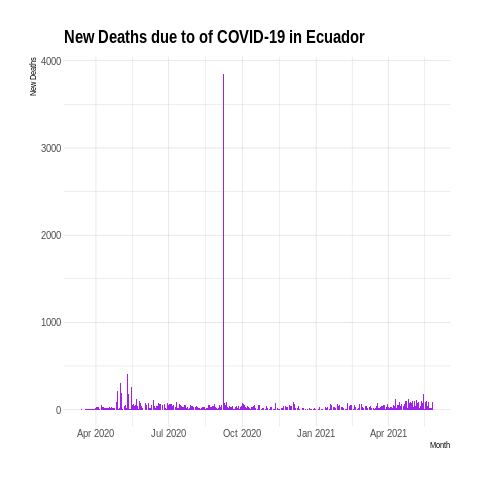 New Deaths due to of COVID-19 in Ecuador
New Deaths
4000
3000
2000
1000
0
Apr 2020 Jul 2020 Oct 2020 Jan 2021 Apr 2021
Month